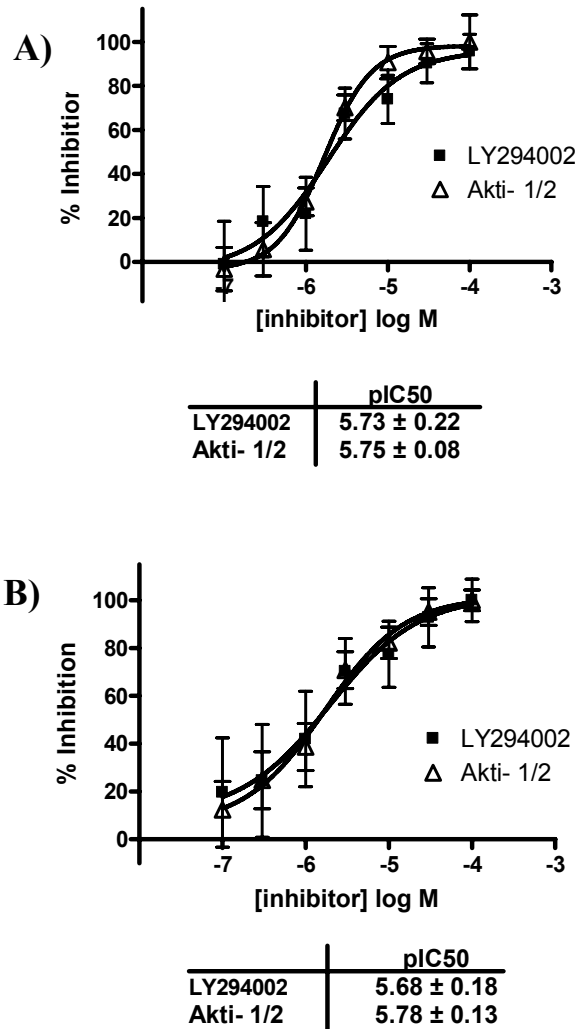 A)
% Inhibition
100
80
60
40
20
0
LY294002
Akti- 1/2
-7
-6
-5
-4
-3
[inhibitor] log M
pIC50
LY294002 5.73 ± 0.22
Akti- 1/2 5.75 ± 0.08
B)
% Inhibition
100
80
60
40
20
0
LY294002
Akti- 1/2
-7
-6
-5
-4
-3
[inhibitor] log M
pIC50
LY294002 5.68 ± 0.18
Akti- 1/2 5.78 ± 0.13